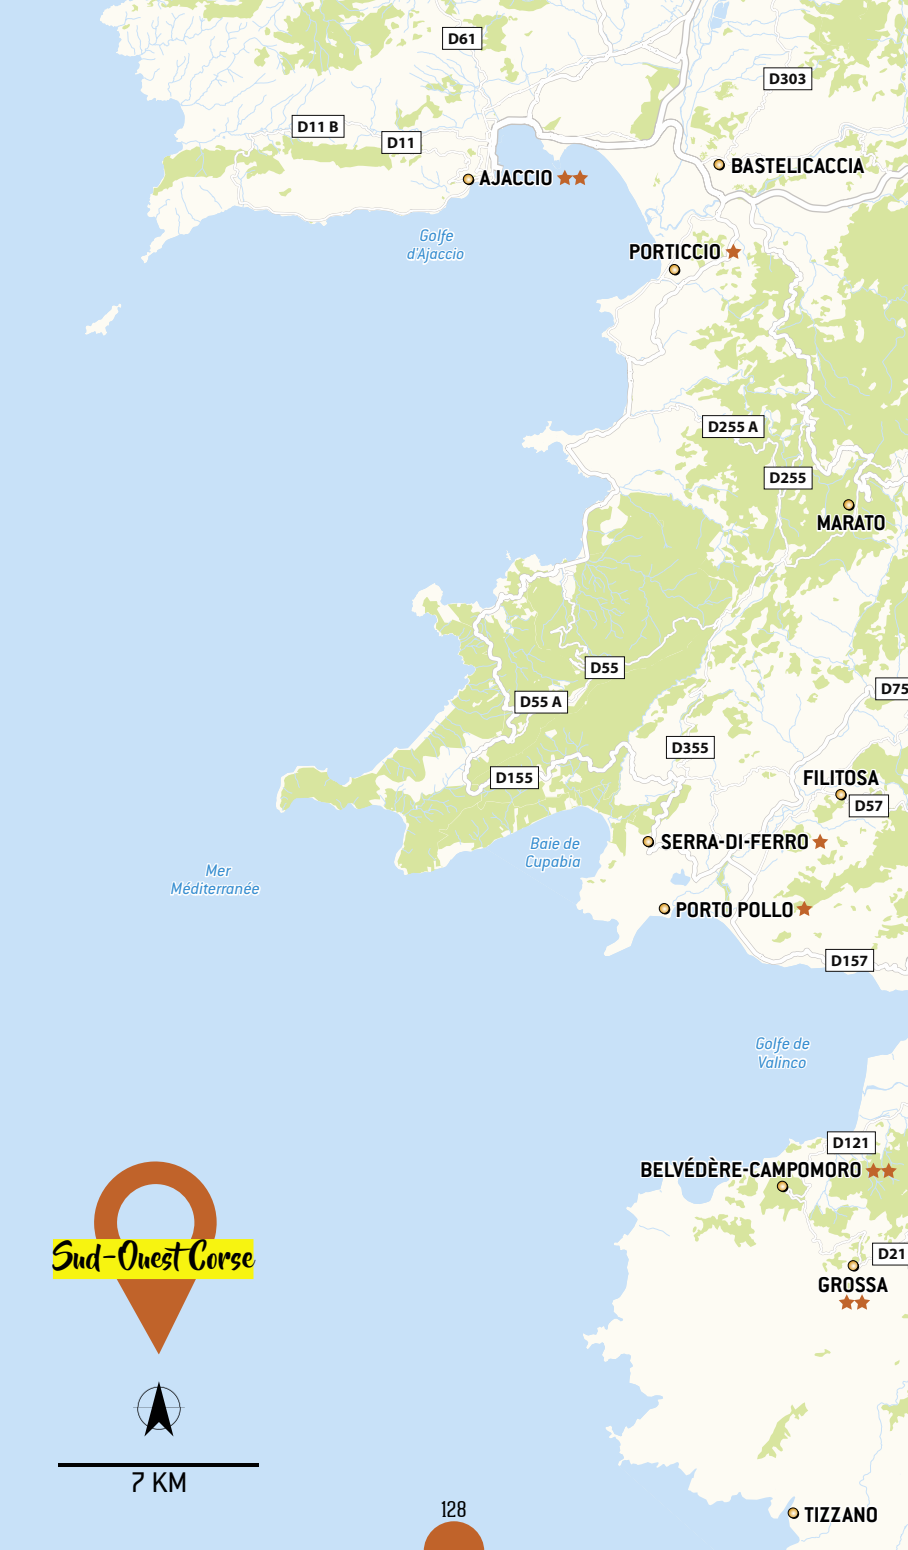 D61
D303
D11 B
D11
BASTELICACCIA
AJACCIO
Golfe
d'Ajaccio
PORTICCIO
D255 A
D255
MARATO
D55
D55 A
D75
D355
D155
FILITOSA
D57
SERRA-DI-FERRO
Baie de
Cupabia
Mer
Méditerranée
PORTO POLLO
D157
Golfe de
Valinco
D121
BELVÉDÈRE-CAMPOMORO
Sud-Ouest Corse
D21
GROSSA
7 KM
128
TIZZANO